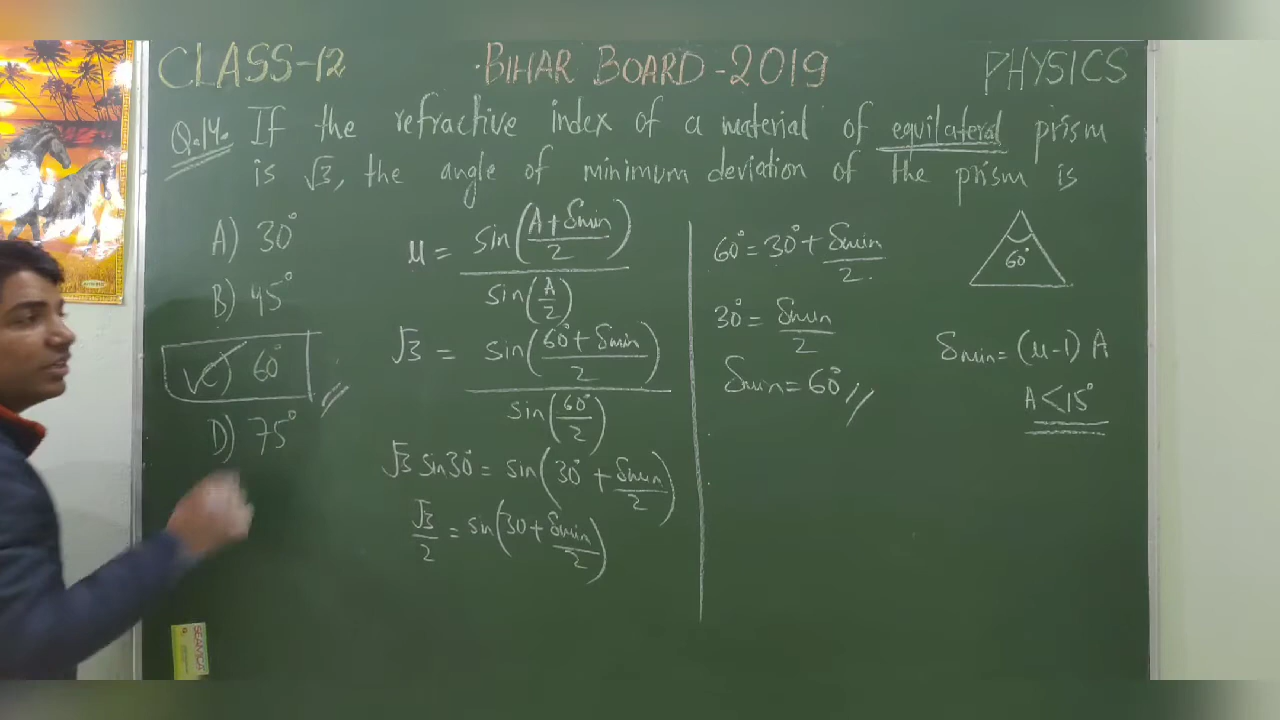 CLASS-12 BIHAR BOARD-2019 PHYSICS
Q.14. If the refractive index of a material of equilateral prism
is √3, the angle of minimum deviation of the prism is
A) 30°
B) 45°
C) 60°
D) 75°
μ = sin((A+δmin)/2) / sin(A/2)
√3 = sin((60°+δmin)/2) / sin(60°/2)
√3 sin30° = sin(30° + δmin/2)
√3/2 = sin(30+δmin/2)
60° = 30° + δmin/2
30° = δmin/2
δmin = 60°//
60°
δmin = (μ-1) A
A<15°
SEAMICA